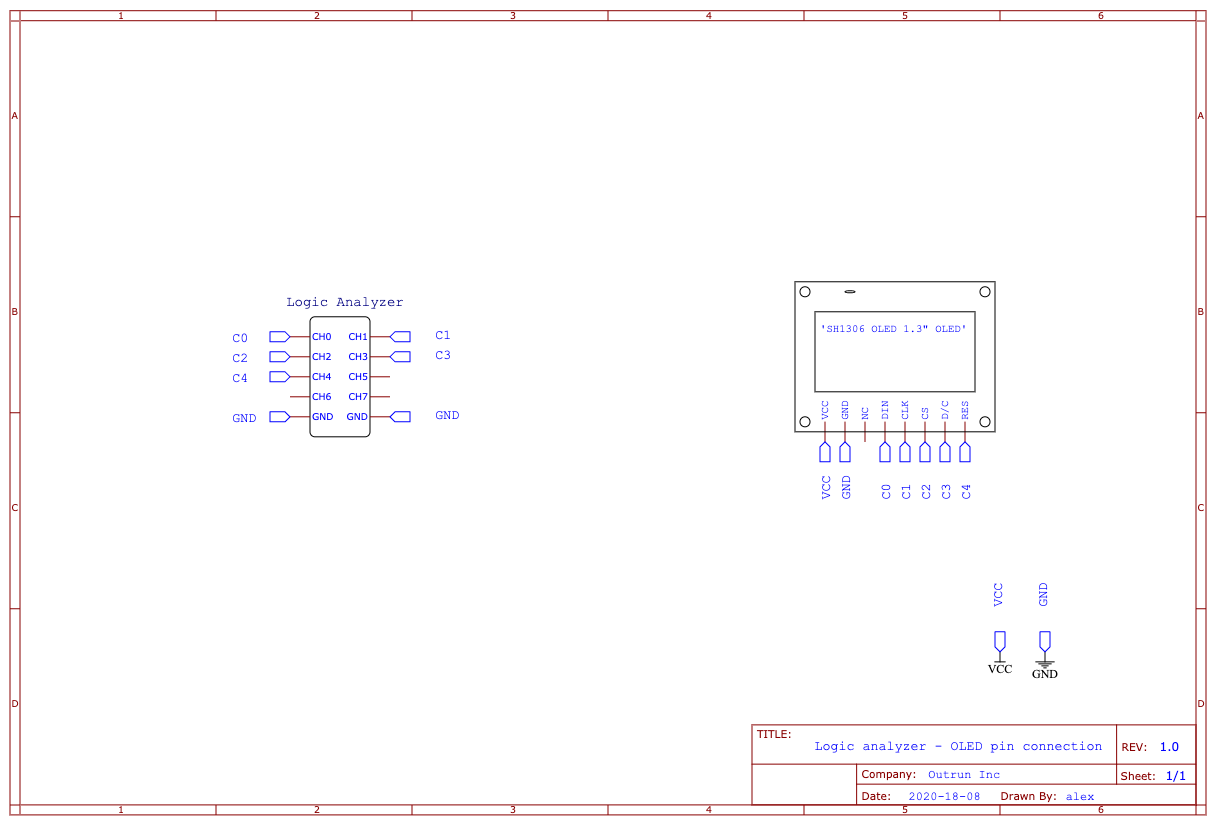 1 2 3 4 5 6
A A
B B
Logic Analyzer
C0 CH0 CH1 C1
C2 CH2 CH3 C3
C4 CH4 CH5
CH6 CH7
GND GND GND GND
'SH1306 OLED 1.3" OLED'
VCC GND NC DIN CLK CS D/C RES
VCC GND C0 C1 C2 C3 C4
C C
VCC GND
VCC GND
D D
TITLE:
Logic analyzer - OLED pin connection
REV: 1.0
Company: Outrun Inc
Sheet: 1/1
Date: 2020-18-08 Drawn By: alex
1 2 3 4 5 6